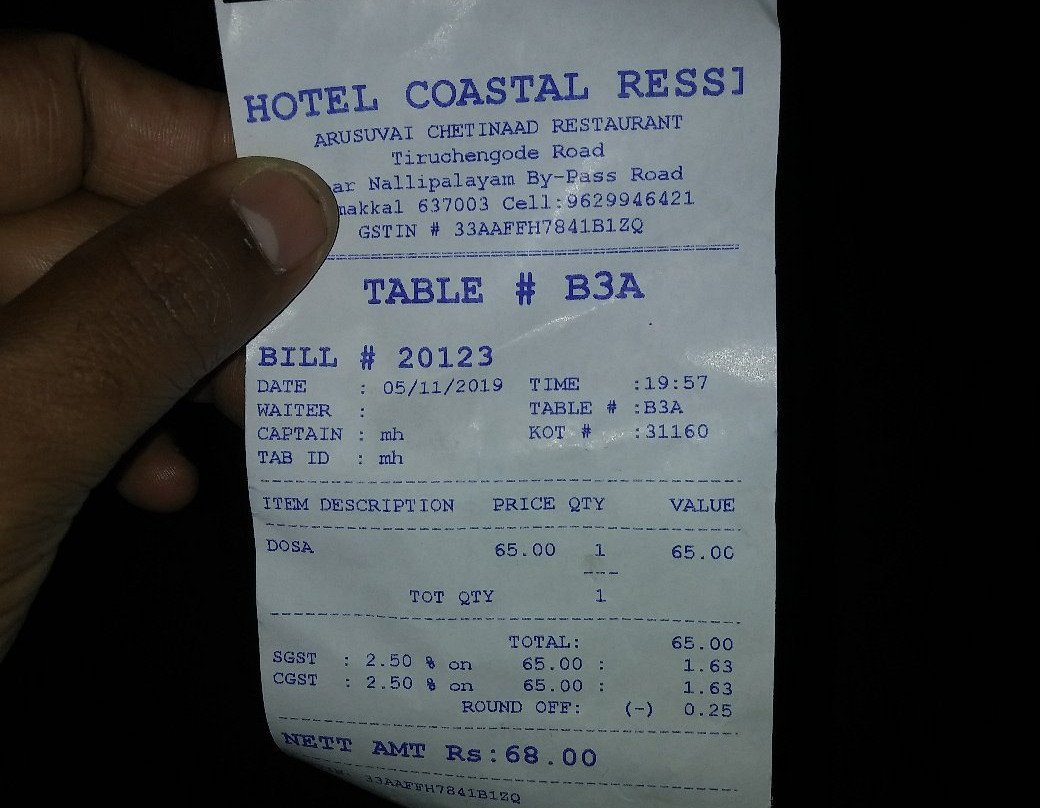 HOTEL COASTAL RESSI
ARUSUVAI CHETINAAD RESTAURANT
Tiruchengode Road
Nallipalayam By-Pass Road
637003 Cell:9629946421
GSTIN # 33AAFFH7841B1ZQ
TABLE # B3A
BILL # 20123
DATE : 05/11/2019 TIME :19:57
WAITER : TABLE # :B3A
CAPTAIN : mh KOT # :31160
TAB ID : mh
ITEM DESCRIPTION PRICE QTY VALUE
DOSA 65.00 1 65.00
TOT QTY 1
TOTAL: 65.00
SGST : 2.50 % on 65.00 : 1.63
CGST : 2.50 % on 65.00 : 1.63
ROUND OFF: (-) 0.25
NETT AMT Rs:68.00
33AAFFH7841B1ZQ